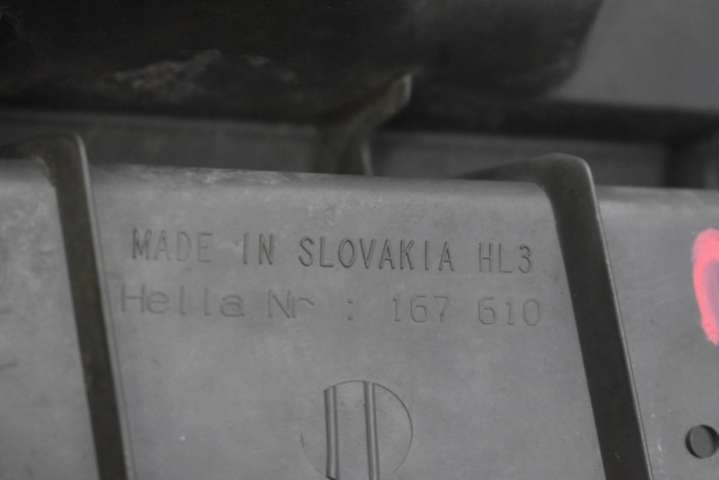 MADE IN SLOVAKIA HL3
Hella Nr : 167 610